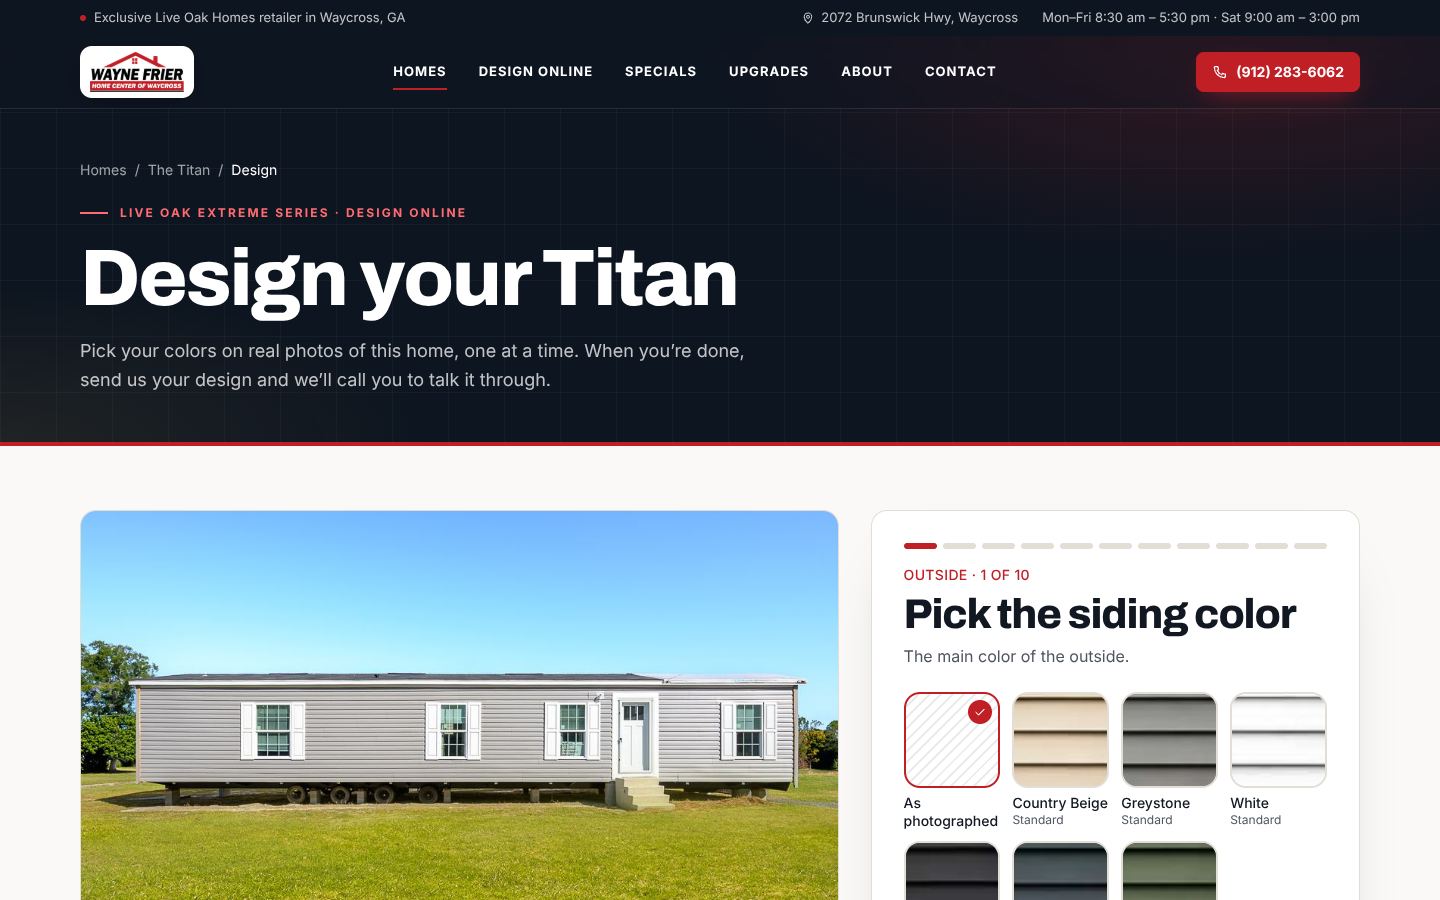 Exclusive Live Oak Homes retailer in Waycross, GA
2072 Brunswick Hwy, Waycross
Mon–Fri 8:30 am – 5:30 pm · Sat 9:00 am – 3:00 pm
WAYNE FRIER
HOME CENTER OF WAYCROSS
HOMES
DESIGN ONLINE
SPECIALS
UPGRADES
ABOUT
CONTACT
(912) 283-6062
Homes / The Titan / Design
LIVE OAK EXTREME SERIES · DESIGN ONLINE
Design your Titan
Pick your colors on real photos of this home, one at a time. When you’re done,
send us your design and we’ll call you to talk it through.
OUTSIDE · 1 OF 10
Pick the siding color
The main color of the outside.
As
photographed
Country Beige
Standard
Greystone
Standard
White
Standard